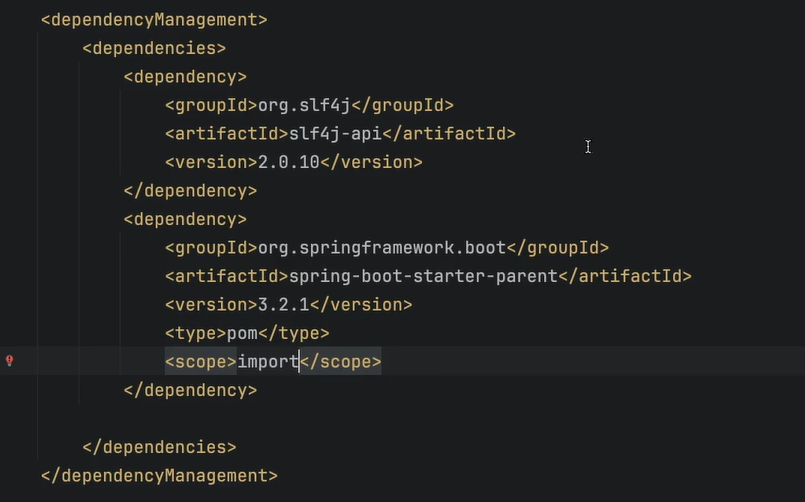 <dependencyManagement>
<dependencies>
<dependency>
<groupId>org.slf4j</groupId>
<artifactId>slf4j-api</artifactId>
<version>2.0.10</version>
</dependency>
<dependency>
<groupId>org.springframework.boot</groupId>
<artifactId>spring-boot-starter-parent</artifactId>
<version>3.2.1</version>
<type>pom</type>
<scope>import</scope>
</dependency>
</dependencies>
</dependencyManagement>